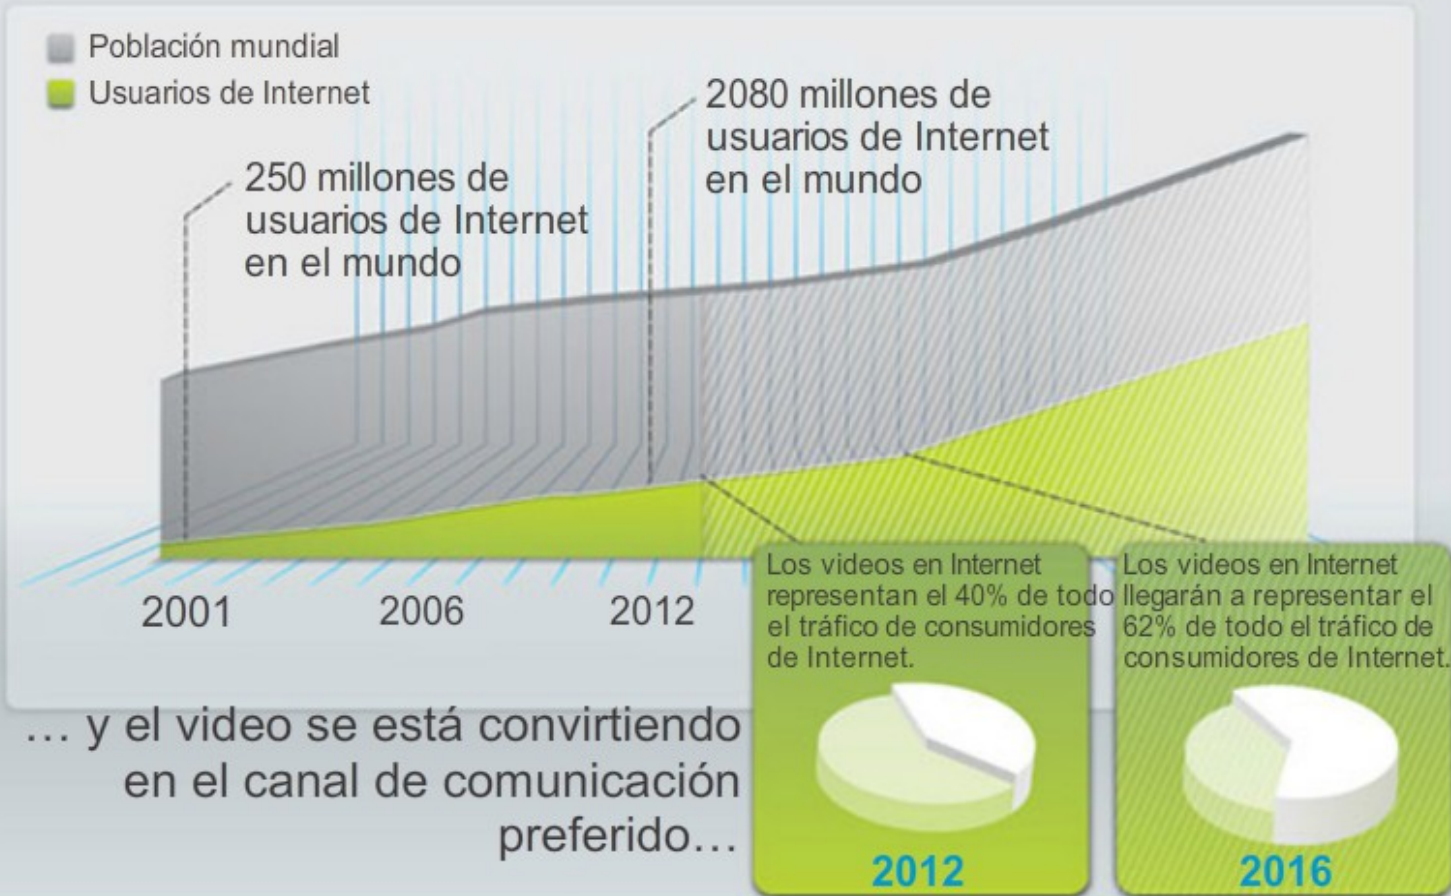 Población mundial
Usuarios de Internet
250 millones de
usuarios de Internet
en el mundo
2080 millones de
usuarios de Internet
en el mundo
2001
2006
2012
Los videos en Internet
representan el 40% de todo
el tráfico de consumidores
de Internet.
2012
Los videos en Internet
llegarán a representar el
62% de todo el tráfico de
consumidores de Internet.
2016
… y el video se está convirtiendo
en el canal de comunicación
preferido…